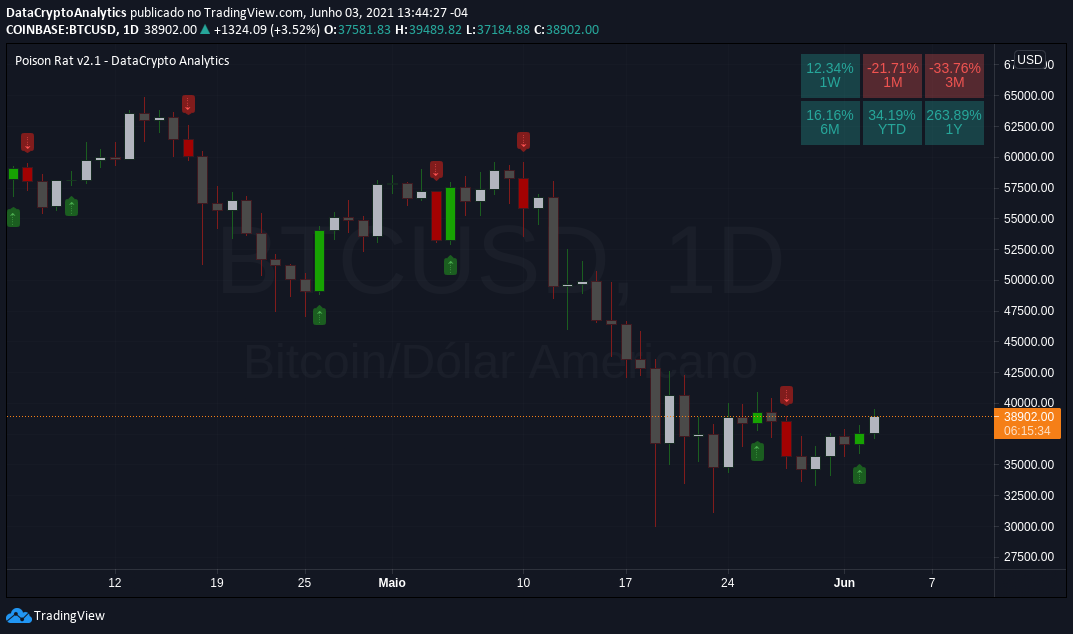 DataCryptoAnalytics publicado no TradingView.com, Junho 03, 2021 13:44:27 -04
COINBASE:BTCUSD, 1D 38902.00 ▲ +1324.09 (+3.52%) O:37581.83 H:39489.82 L:37184.88 C:38902.00
Poison Rat v2.1 - DataCrypto Analytics
12.34% -21.71% -33.76%
1W 1M 3M
16.16% 34.19% 263.89%
6M YTD 1Y
USD
65000.00
62500.00
60000.00
57500.00
55000.00
52500.00
50000.00
47500.00
45000.00
42500.00
40000.00
38902.00
06:15:34
35000.00
32500.00
30000.00
27500.00
BTCUSD, 1D
Bitcoin/Dólar Americano
12 19 25 Maio 10 17 24 Jun 7
TradingView